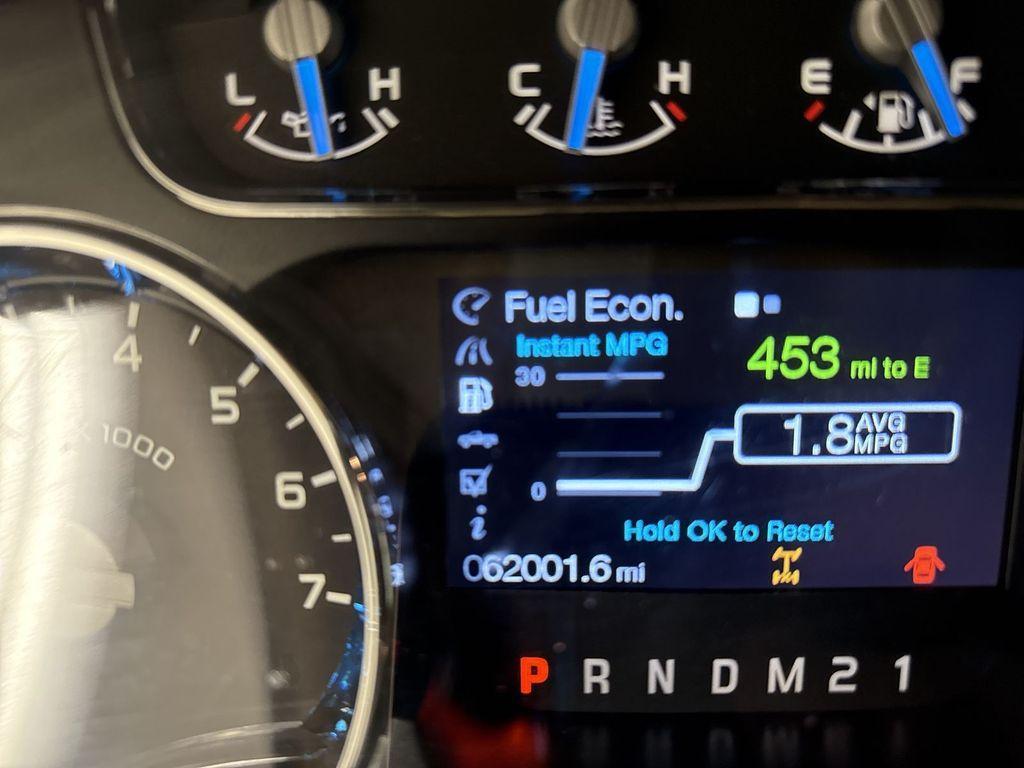 L H C H E F
Fuel Econ.
Instant MPG
30
453 mi to E
1.8 AVG MPG
0
Hold OK to Reset
062001.6 mi
4
5
x 1000
6
7
P R N D M 2 1